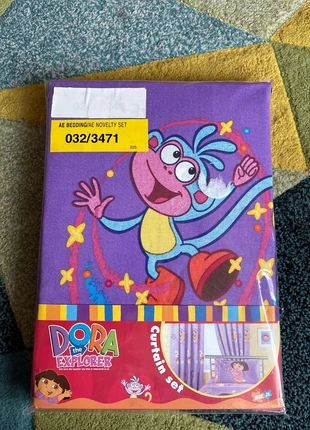 AE BEDDING/AE NOVELTY SET
032/3471
DORA
the
EXPLORER
Curtain set